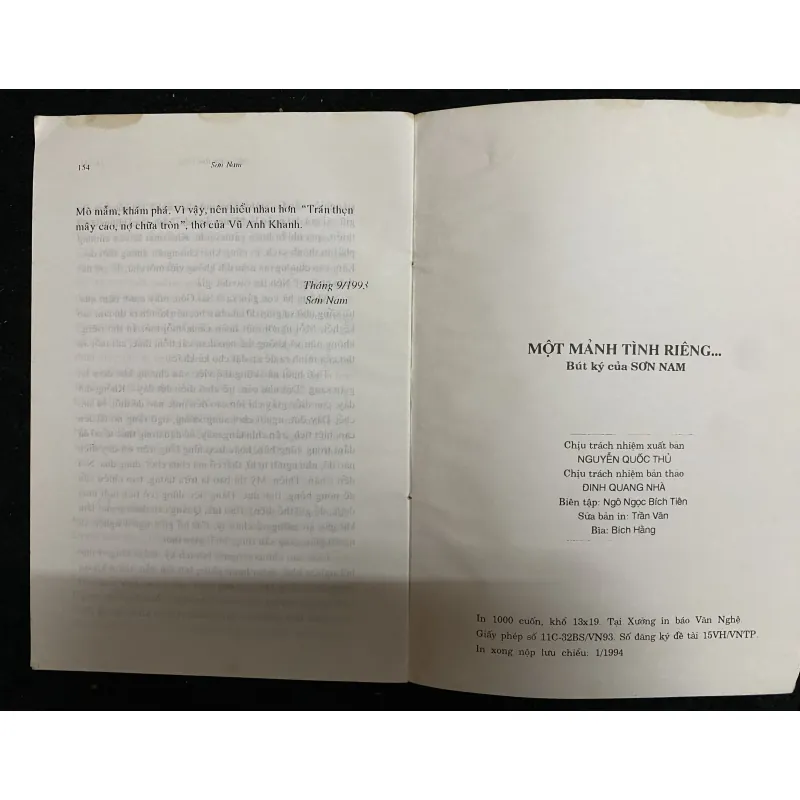 154
Sơn Nam
Mò mẫm, khám phá. Vì vậy, nên hiểu nhau hơn "Trán thẹn
mây cao, nợ chữa tròn", thơ của Vũ Anh Khanh.
Tháng 9/1993
Sơn Nam
MỘT MẢNH TÌNH RIÊNG...
Bút ký của SƠN NAM
Chịu trách nhiệm xuất bản
NGUYỄN QUỐC THỦ
Chịu trách nhiệm bản thảo
ĐINH QUANG NHÃ
Biên tập: Ngô Ngọc Bích Tiên
Sửa bản in: Trần Văn
Bìa: Bích Hằng
In 1000 cuốn, khổ 13x19. Tại Xưởng in báo Văn Nghệ
Giấy phép số 11C-32BS/VN93. Số đăng ký đề tài 15VH/VNTP.
In xong nộp lưu chiểu: 1/1994